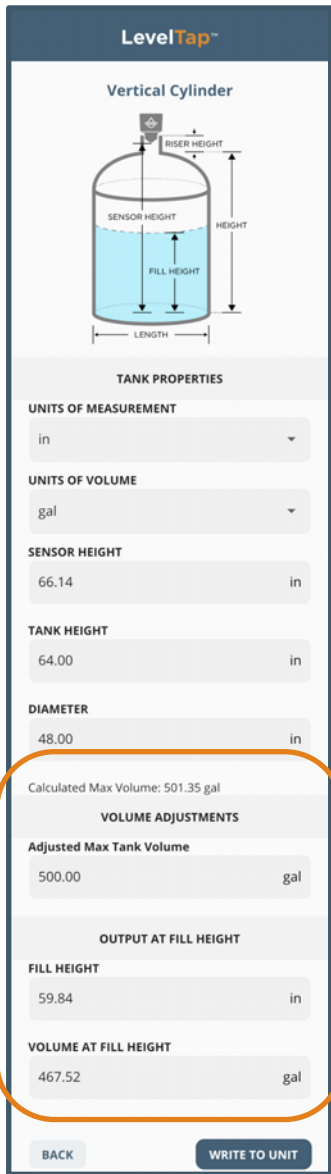 LevelTap™
Vertical Cylinder
RISER HEIGHT
SENSOR HEIGHT
HEIGHT
FILL HEIGHT
LENGTH
TANK PROPERTIES
UNITS OF MEASUREMENT
in
UNITS OF VOLUME
gal
SENSOR HEIGHT
66.14 in
TANK HEIGHT
64.00 in
DIAMETER
48.00 in
Calculated Max Volume: 501.35 gal
VOLUME ADJUSTMENTS
Adjusted Max Tank Volume
500.00 gal
OUTPUT AT FILL HEIGHT
FILL HEIGHT
59.84 in
VOLUME AT FILL HEIGHT
467.52 gal
BACK WRITE TO UNIT